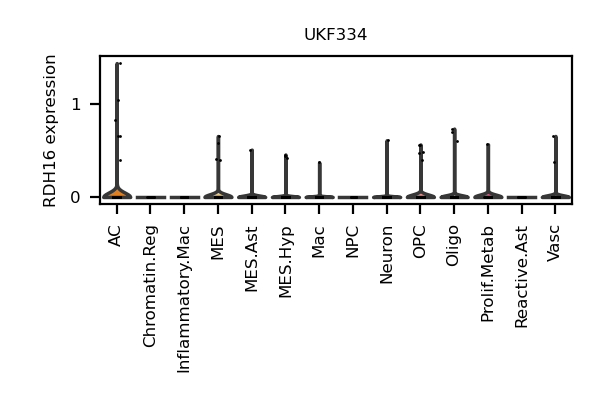 UKF334
RDH16 expression
1
0
AC
Chromatin.Reg
Inflammatory.Mac
MES
MES.Ast
MES.Hyp
Mac
NPC
Neuron
OPC
Oligo
Prolif.Metab
Reactive.Ast
Vasc